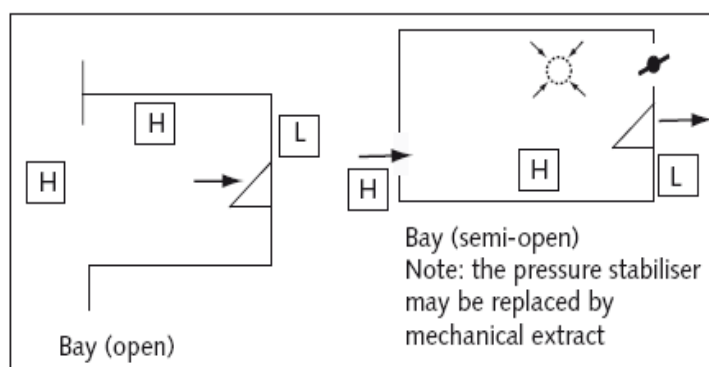 H
L
H
Bay (open)
H
H
L
Bay (semi-open)
Note: the pressure stabiliser
may be replaced by
mechanical extract